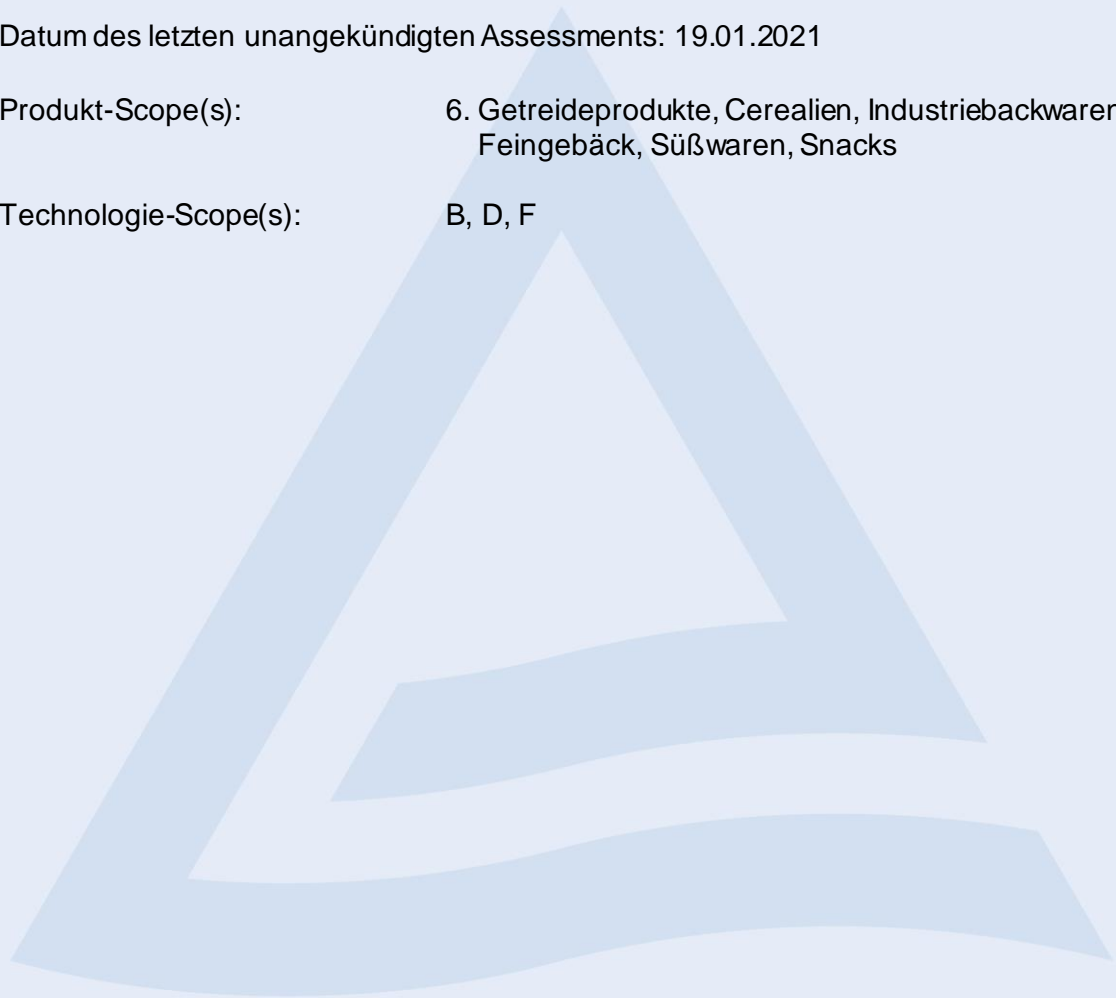 Datum des letzten unangekündigten Assessments: 19.01.2021
Produkt-Scope(s): 6. Getreideprodukte, Cerealien, Industriebackwaren
Feingebäck, Süßwaren, Snacks
Technologie-Scope(s): B, D, F